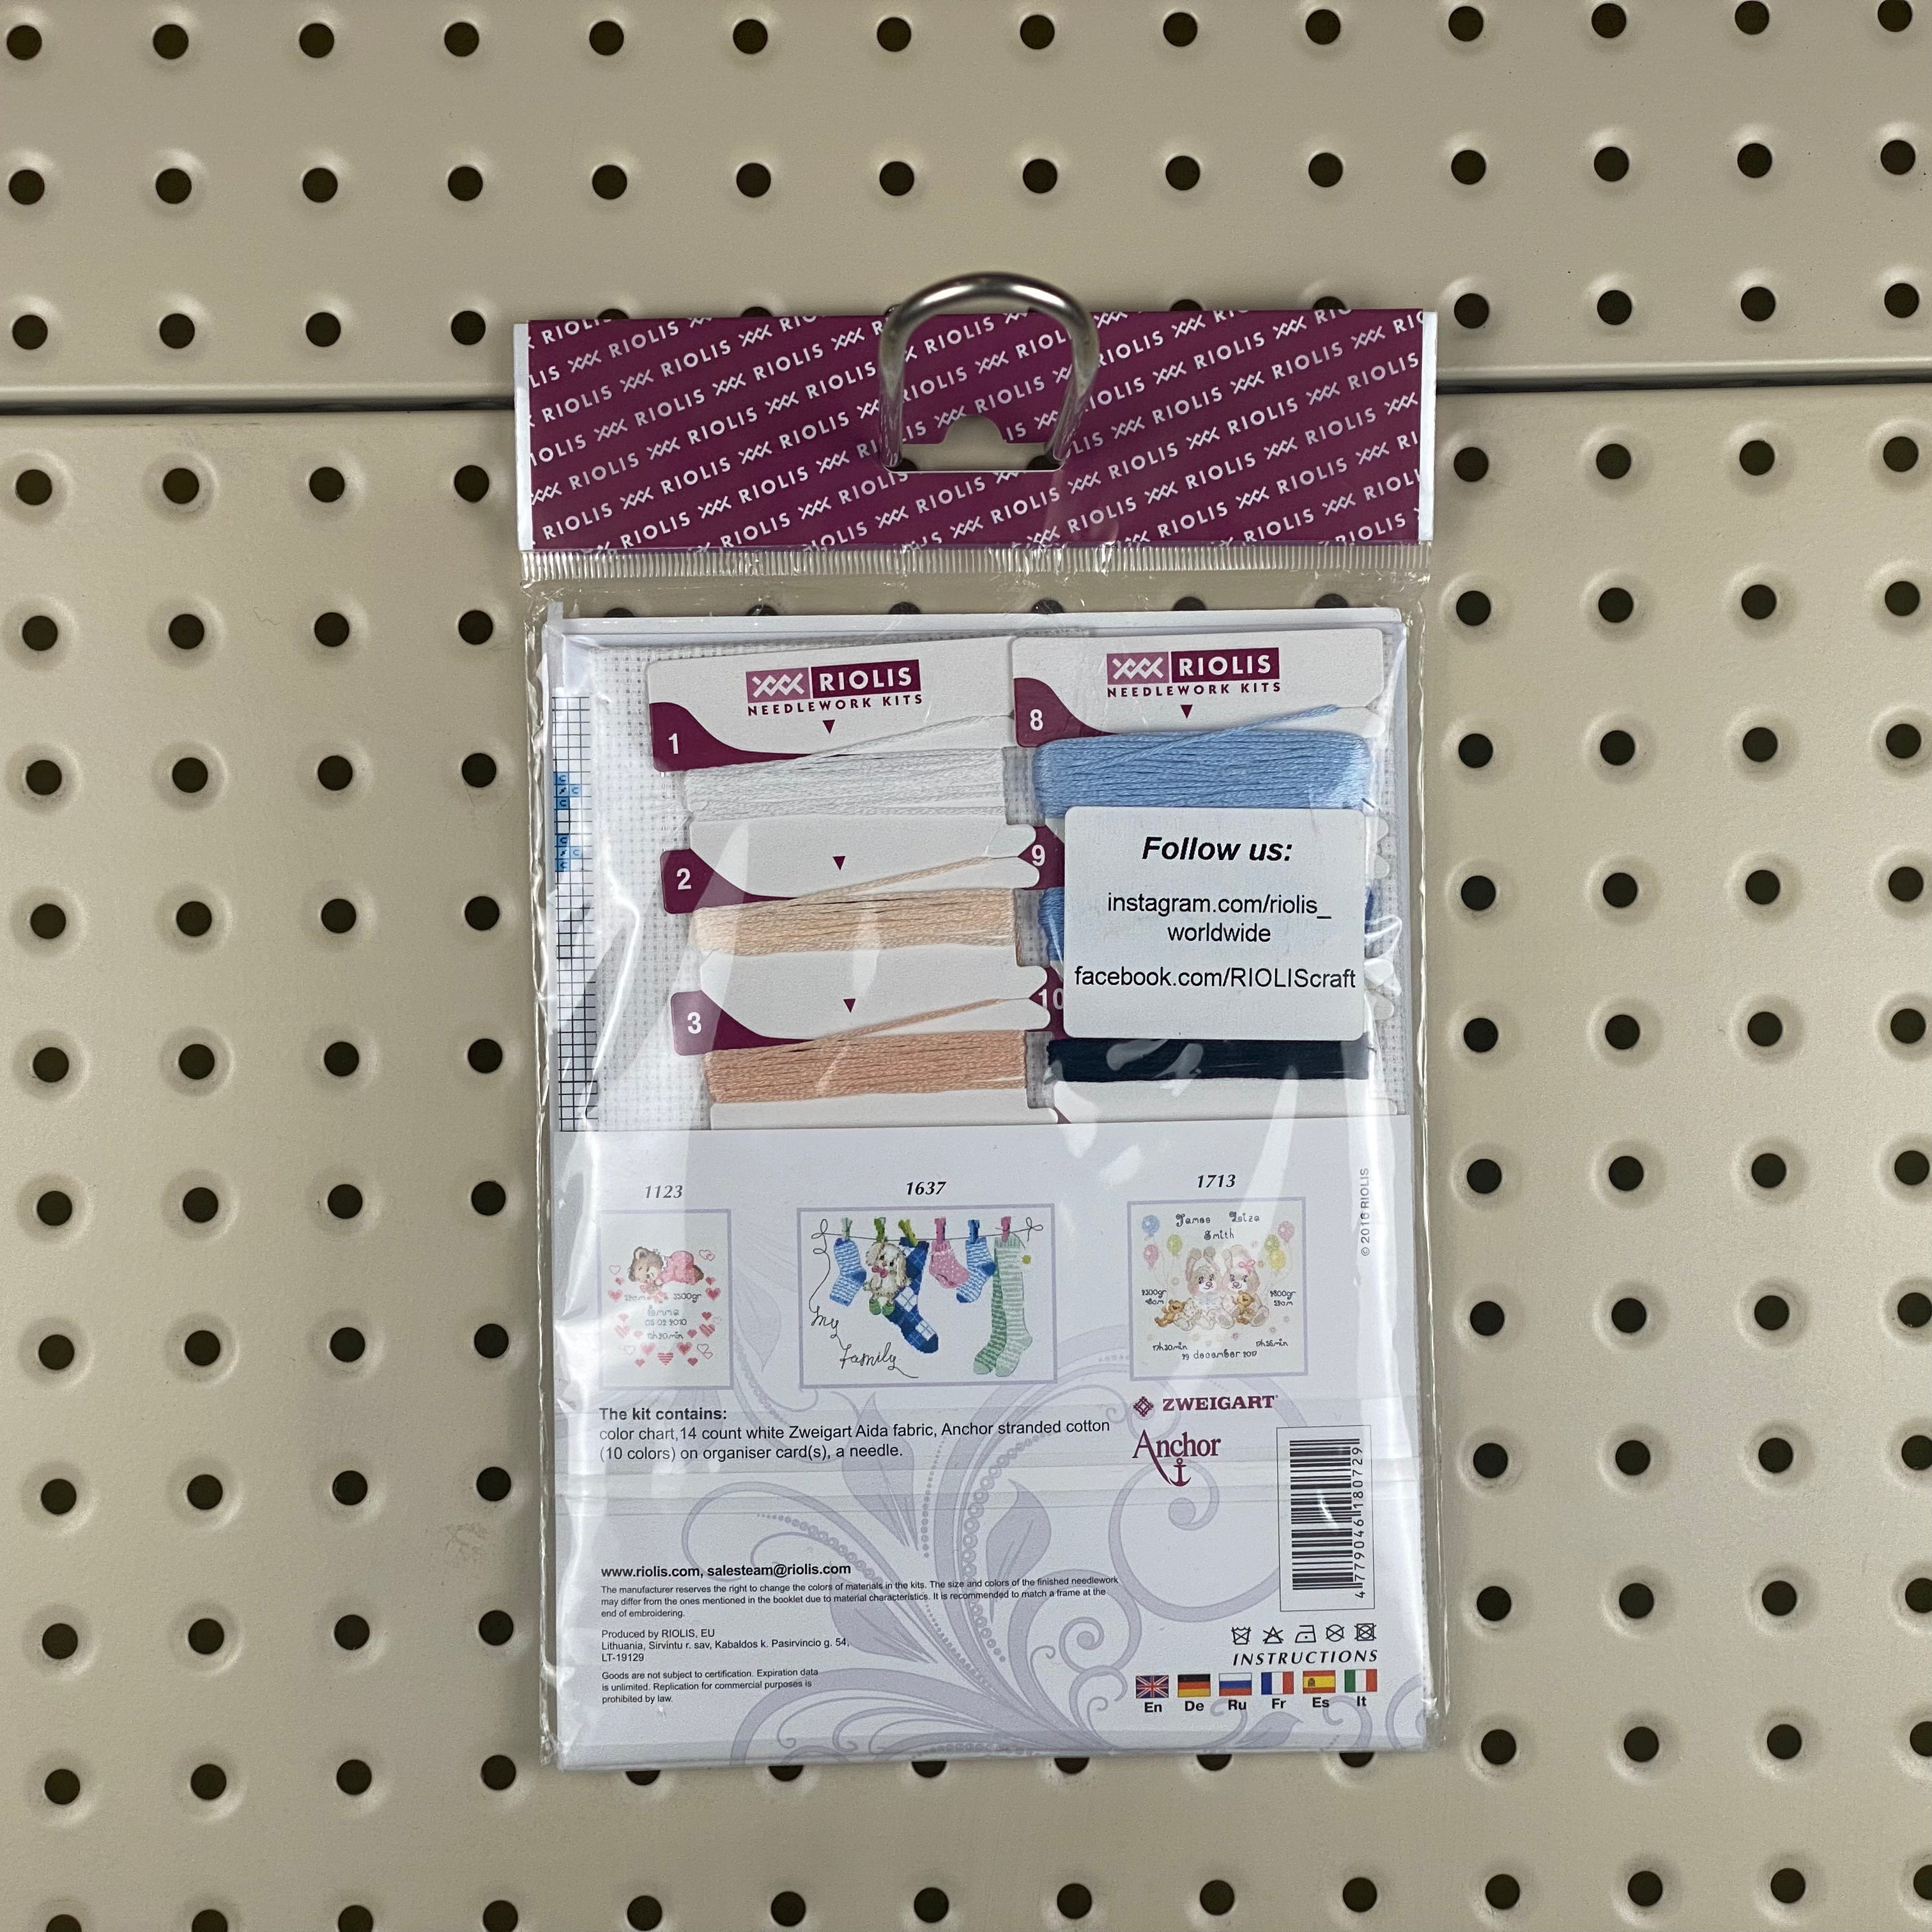 RIOLIS
RIOLIS
NEEDLEWORK KITS
RIOLIS
NEEDLEWORK KITS
1
8
2
9
3
10
Follow us:
instagram.com/riolis_
worldwide
facebook.com/RIOLIScraft
1123
1637
1713
© 2016 RIOLIS
3500gr
05 02 2010
My
Family
James Eliza
Smith
19 december 2017
The kit contains:
color chart,14 count white Zweigart Aida fabric, Anchor stranded cotton
(10 colors) on organiser card(s), a needle.
ZWEIGART
Anchor
4779046180729
www.riolis.com, salesteam@riolis.com
The manufacturer reserves the right to change the colors of materials in the kits. The size and colors of the finished needlework
may differ from the ones mentioned in the booklet due to material characteristics. It is recommended to match a frame at the
end of embroidering.
Produced by RIOLIS, EU
Lithuania, Sirvintu r. sav, Kabaldos k. Pasirvincio g. 54,
LT-19129
Goods are not subject to certification. Expiration data
is unlimited. Replication for commercial purposes is
prohibited by law.
INSTRUCTIONS
En De Ru Fr Es It